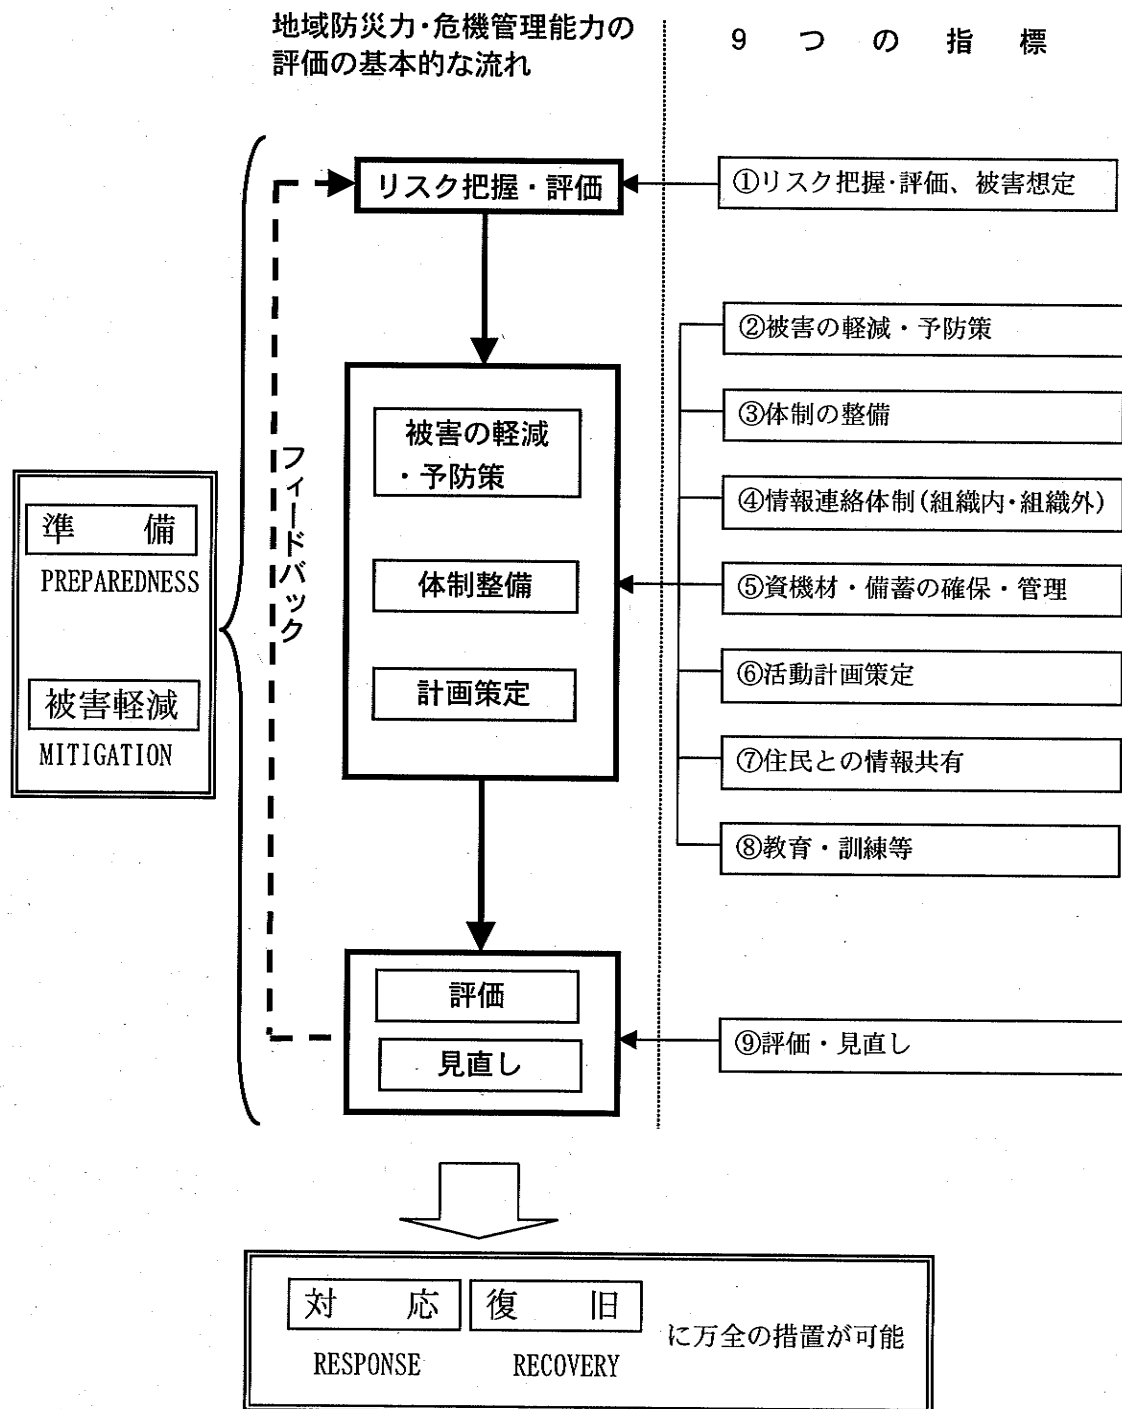 地域防災力・危機管理能力の
評価の基本的な流れ
9つの指標
リスク把握・評価
①リスク把握・評価、被害想定
②被害の軽減・予防策
③体制の整備
④情報連絡体制(組織内・組織外)
⑤資機材・備蓄の確保・管理
⑥活動計画策定
⑦住民との情報共有
⑧教育・訓練等
⑨評価・見直し
被害の軽減
・予防策
体制整備
計画策定
フィードバック
準備
PREPAREDNESS
被害軽減
MITIGATION
評価
見直し
対応 復旧 に万全の措置が可能
RESPONSE RECOVERY